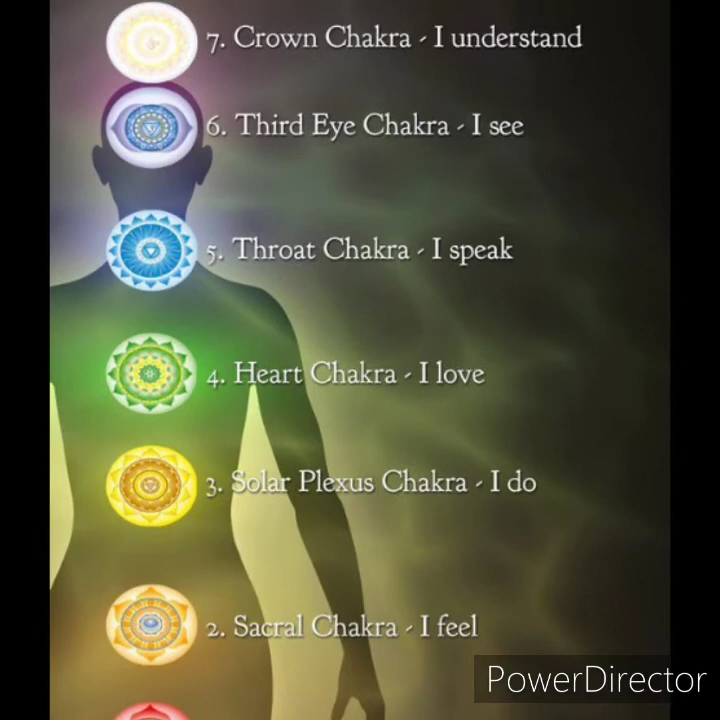 7. Crown Chakra - I understand
6. Third Eye Chakra - I see
5. Throat Chakra - I speak
4. Heart Chakra - I love
3. Solar Plexus Chakra - I do
2. Sacral Chakra - I feel
PowerDirector